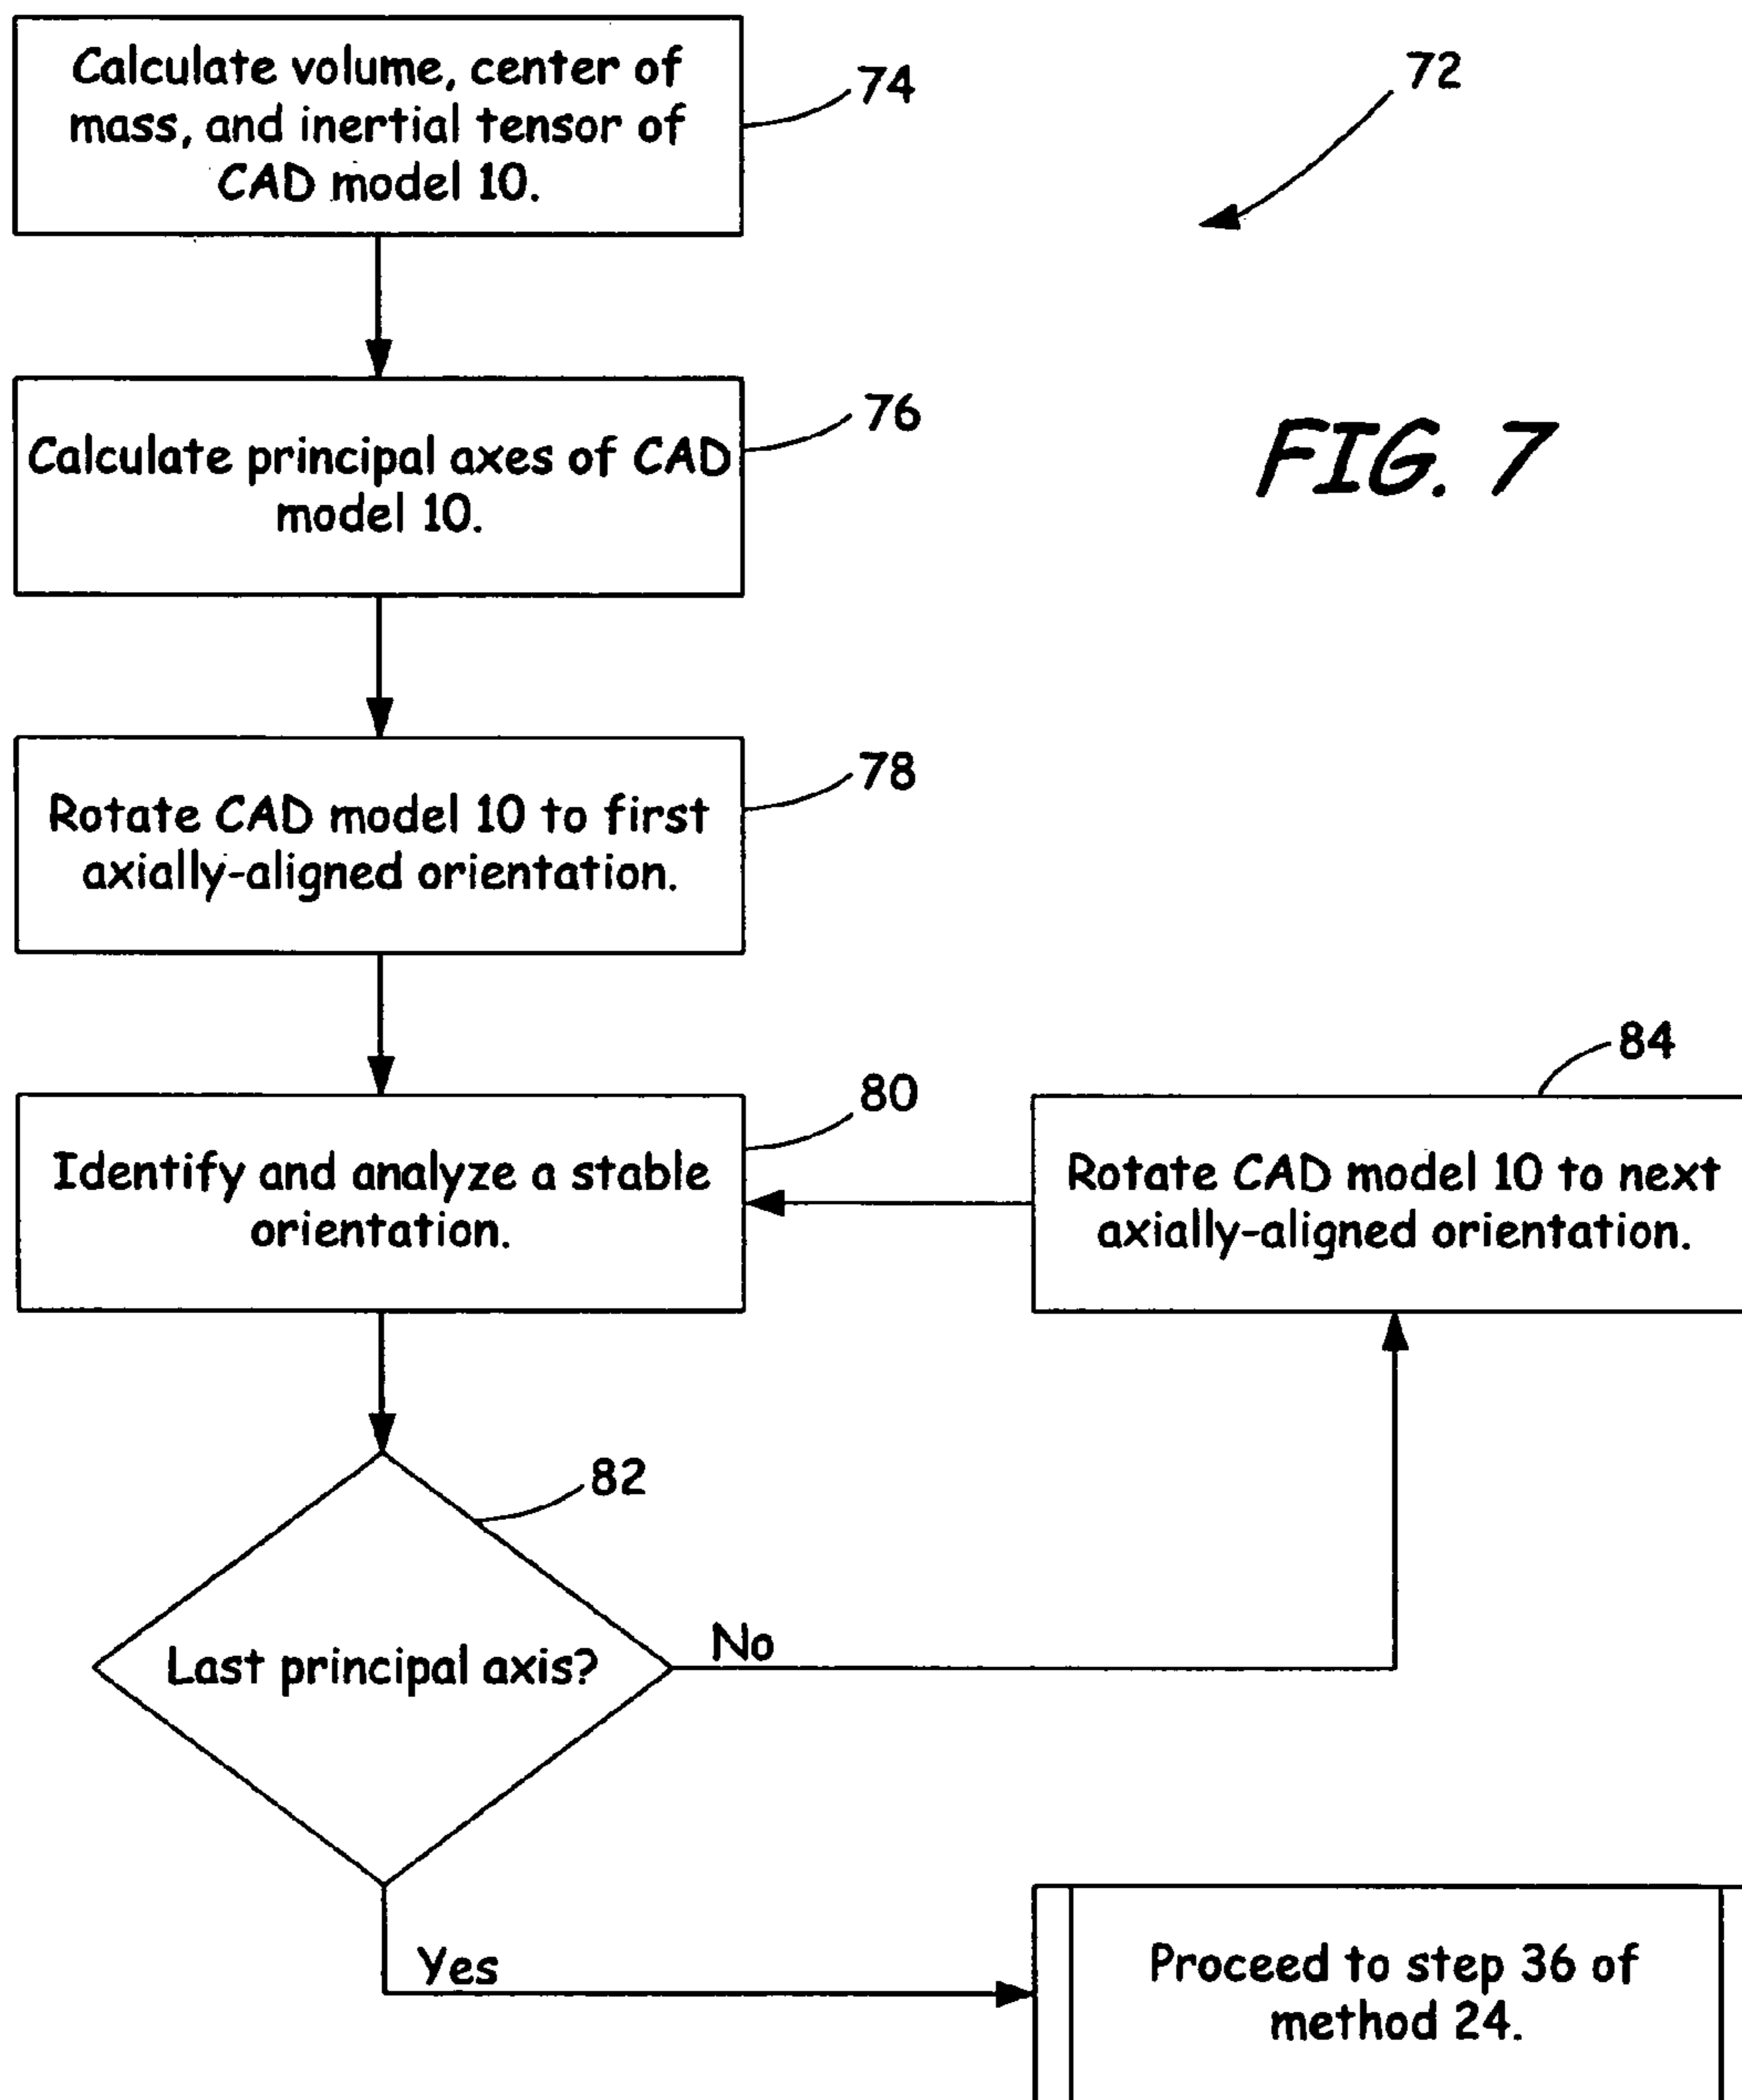 Calculate volume, center of
mass, and inertial tensor of
CAD model 10.
74
72
Calculate principal axes of CAD
model 10.
76
FIG. 7
Rotate CAD model 10 to first
axially-aligned orientation.
78
Identify and analyze a stable
orientation.
80
Rotate CAD model 10 to next
axially-aligned orientation.
84
Last principal axis?
82
No
Yes
Proceed to step 36 of
method 24.